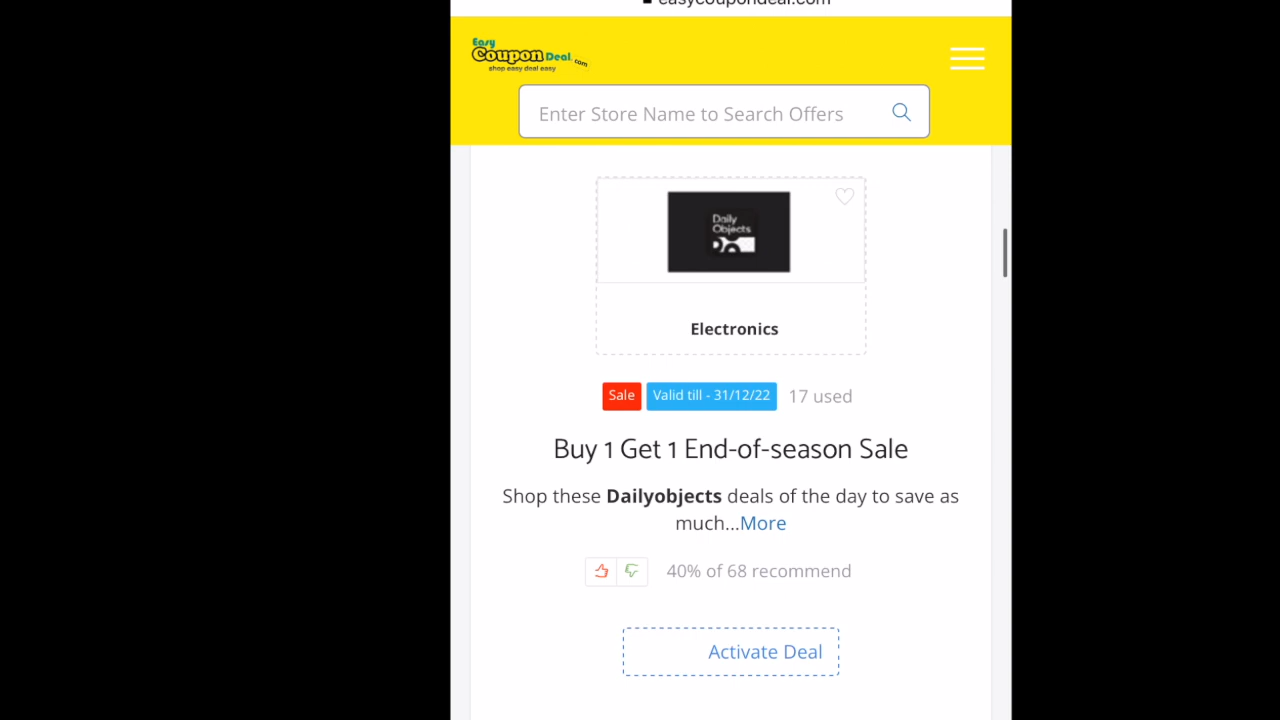 easycoupondeal.com
Easy
Coupon Deal.com
shop easy deal easy
Enter Store Name to Search Offers
Daily
Objects
Electronics
Sale
Valid till - 31/12/22
17 used
Buy 1 Get 1 End-of-season Sale
Shop these Dailyobjects deals of the day to save as
much...More
40% of 68 recommend
Activate Deal